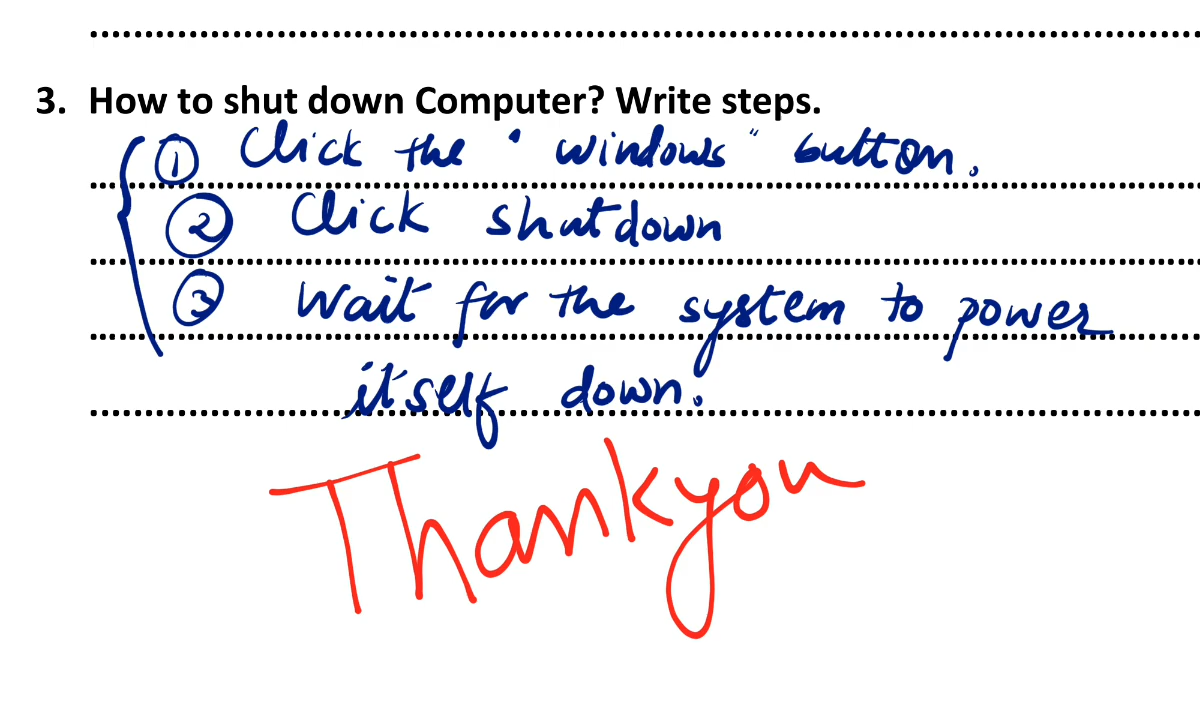 3. How to shut down Computer? Write steps.
① Click the " windows " button.
② Click shutdown
③ Wait for the system to power
itself down.
Thankyou